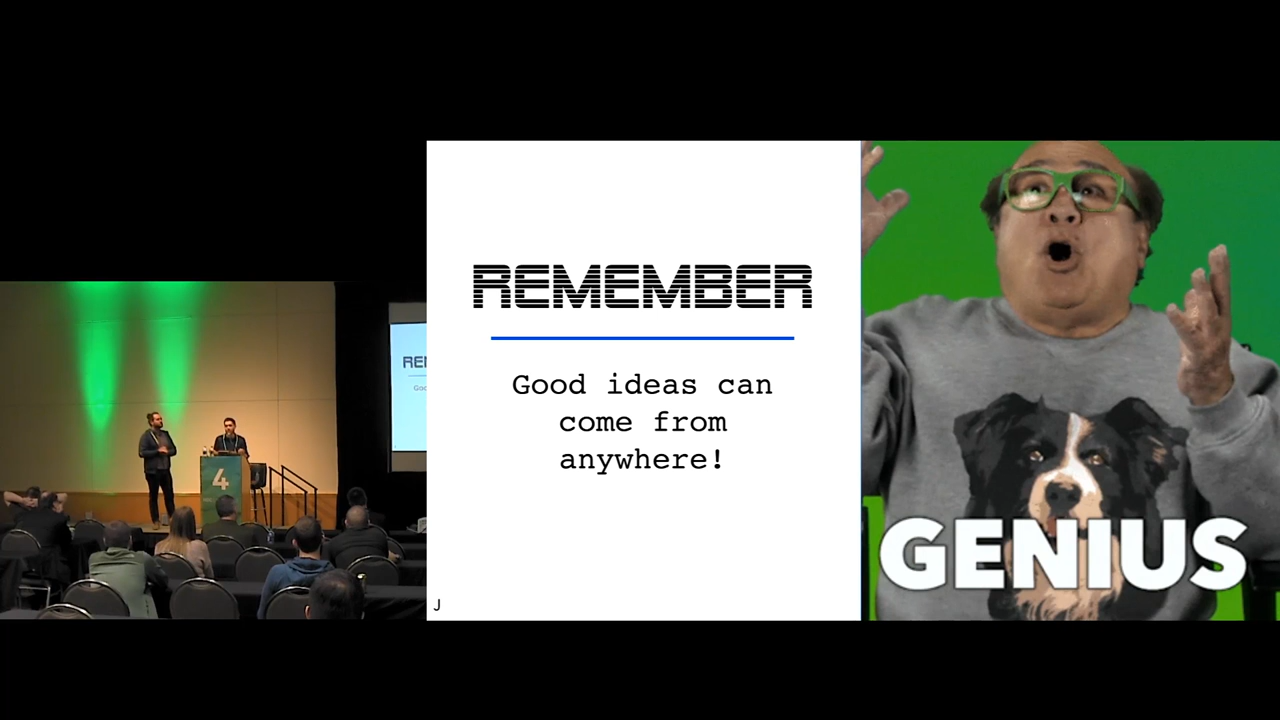 4
REMEMBER
Good ideas can
come from
anywhere!
J
GENIUS